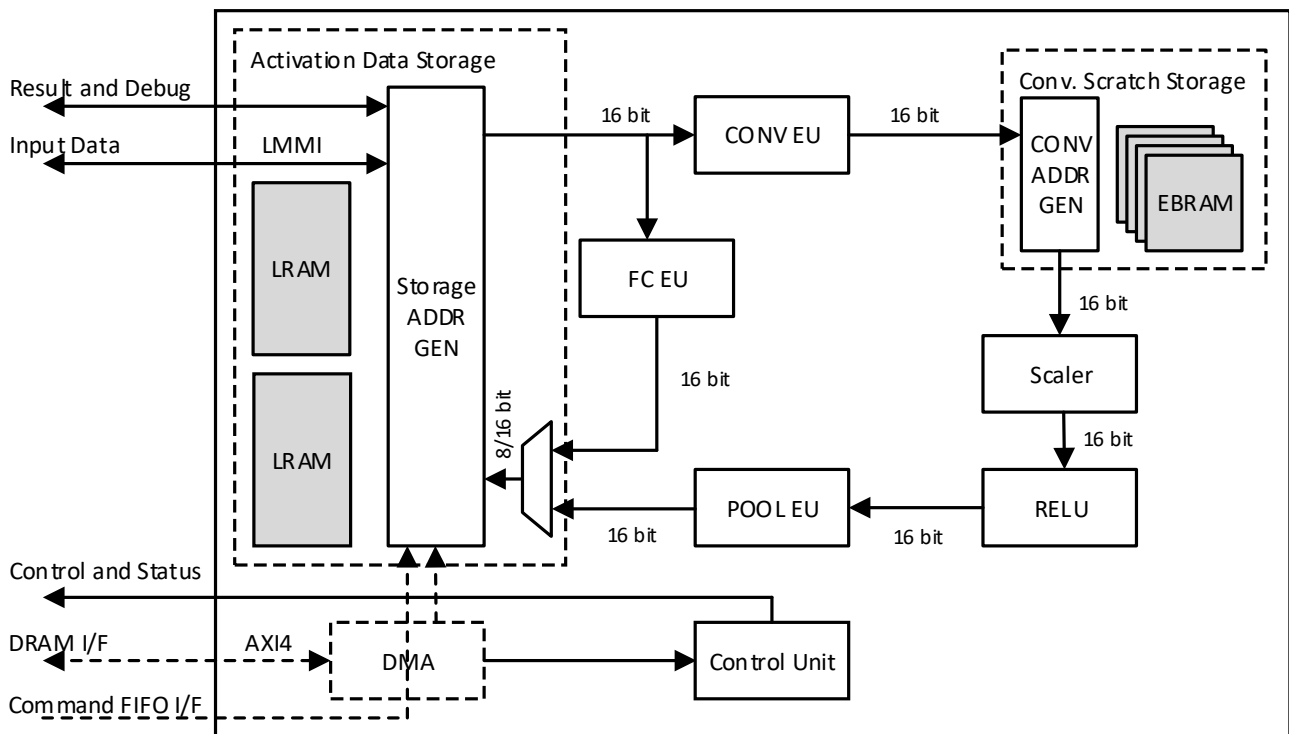 Activation Data Storage
Conv. Scratch Storage
Result and Debug
16 bit
CONV EU
16 bit
CONV
ADDR
GEN
EBRAM
Input Data
LMMI
LRAM
Storage
ADDR
GEN
FC EU
16 bit
Scaler
16 bit
LRAM
8/16 bit
16 bit
POOL EU
16 bit
RELU
16 bit
Control and Status
DRAM I/F
AXI4
DMA
Control Unit
Command FIFO I/F